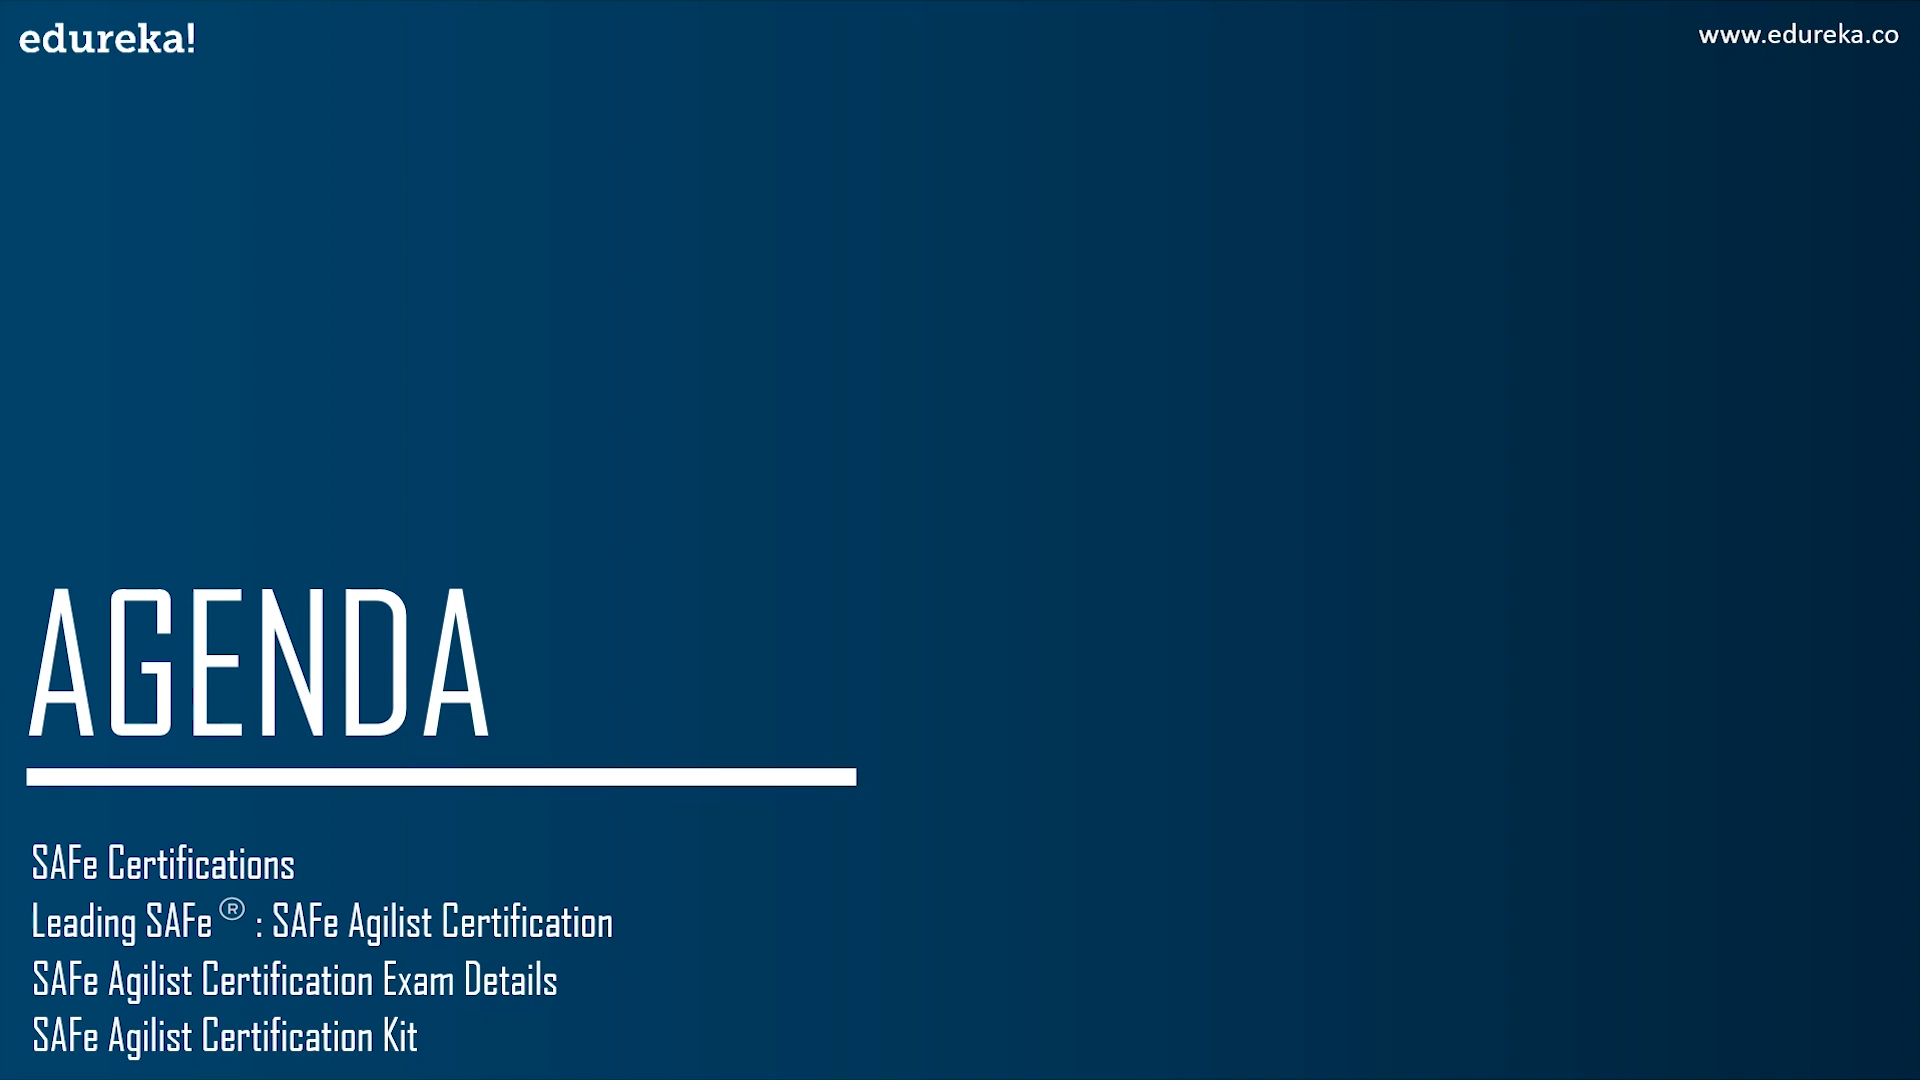 edureka!
www.edureka.co
AGENDA
SAFe Certifications
Leading SAFe ® : SAFe Agilist Certification
SAFe Agilist Certification Exam Details
SAFe Agilist Certification Kit